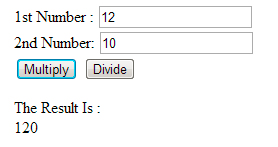 1st Number : 12
2nd Number: 10
Multiply Divide
The Result Is :
120